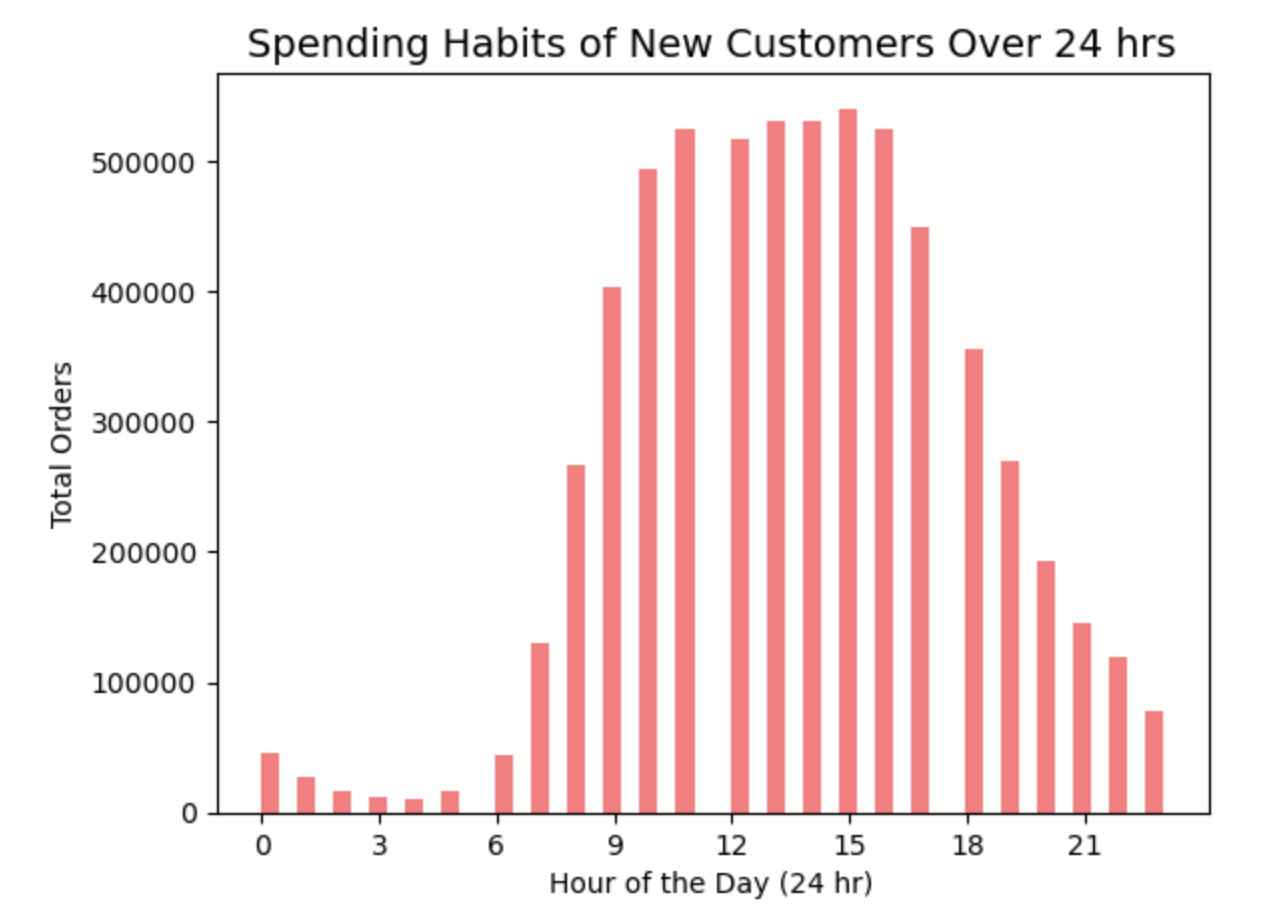 Spending Habits of New Customers Over 24 hrs
500000
400000
300000
200000
100000
0
Total Orders
0 3 6 9 12 15 18 21
Hour of the Day (24 hr)